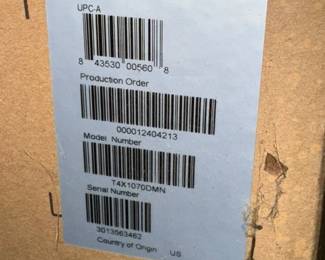 UPC-A
8 43530 00560 8
Production Order
000012404213
Model Number
T4X1070DMN
Serial Number
3013563462
Country of Origin US